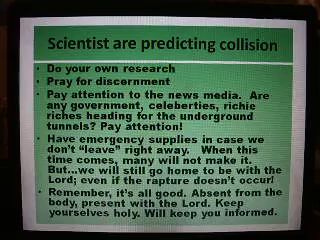 Scientist are predicting collision
• Do your own research
• Pray for discernment
• Pay attention to the news media. Are
any government, celeberties, richie
riches heading for the underground
tunnels? Pay attention!
• Have emergency supplies in case we
don't "leave" right away. When this
time comes, many will not make it.
But...we will still go home to be with the
Lord; even if the rapture doesn't occur!
• Remember, it's all good. Absent from the
body, present with the Lord. Keep
yourselves holy. Will keep you informed.